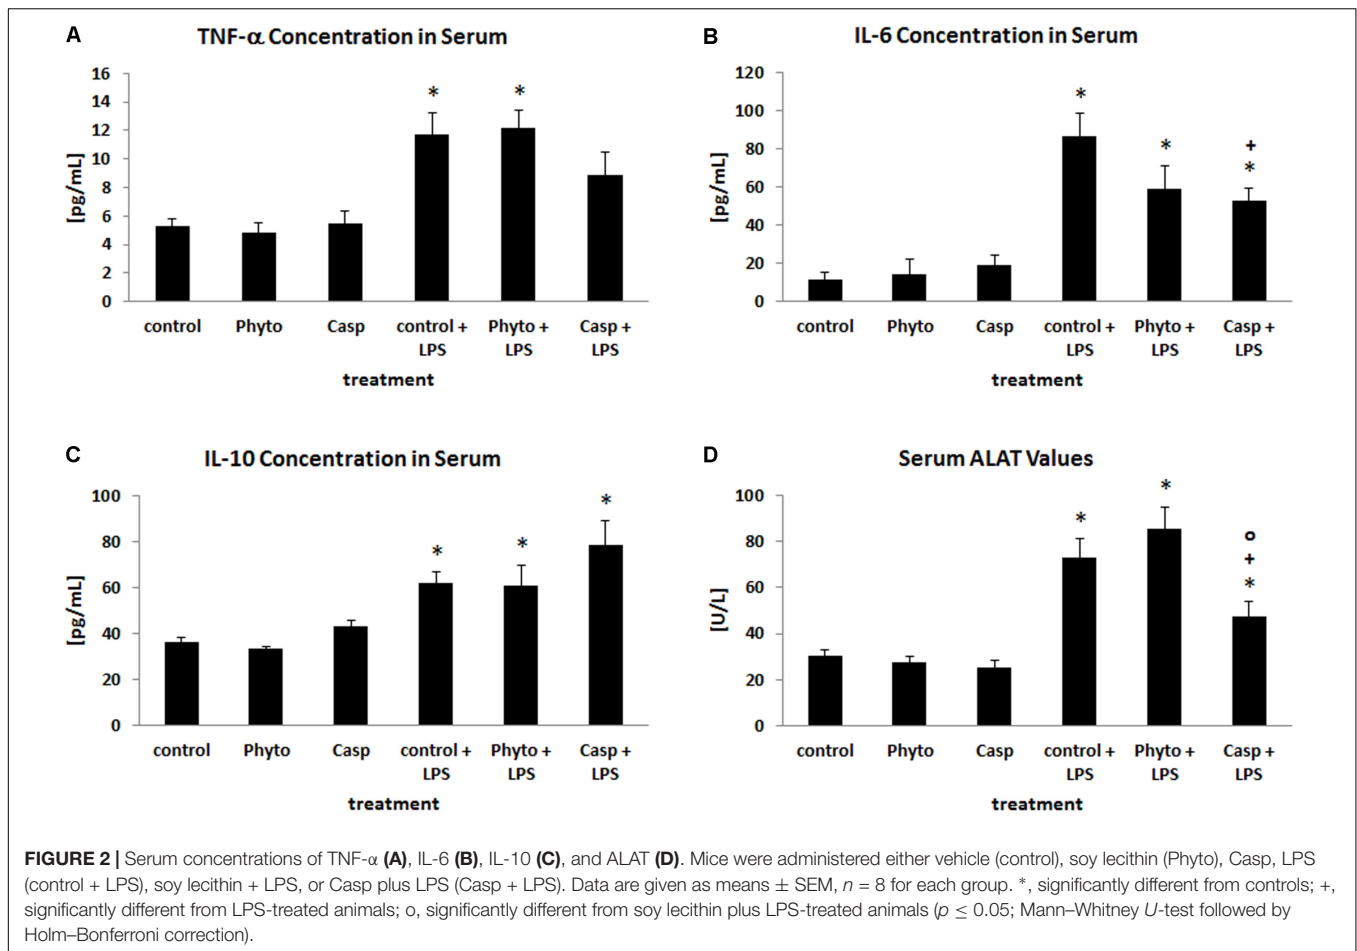 A
TNF-α Concentration in Serum
16
14
12
10
8
6
4
2
0
[pg/mL]
*
*
control
Phyto
Casp
control +
LPS
Phyto +
LPS
Casp +
LPS
treatment
B
IL-6 Concentration in Serum
120
100
80
60
40
20
0
[pg/mL]
*
*
+
*
control
Phyto
Casp
control +
LPS
Phyto +
LPS
Casp +
LPS
treatment
C
IL-10 Concentration in Serum
100
80
60
40
20
0
[pg/mL]
*
*
*
control
Phyto
Casp
control +
LPS
Phyto +
LPS
Casp +
LPS
treatment
D
Serum ALAT Values
100
80
60
40
20
0
[U/L]
*
*
o
+
*
control
Phyto
Casp
control +
LPS
Phyto +
LPS
Casp +
LPS
treatment
FIGURE 2 | Serum concentrations of TNF-α (A), IL-6 (B), IL-10 (C), and ALAT (D). Mice were administered either vehicle (control), soy lecithin (Phyto), Casp, LPS
(control + LPS), soy lecithin + LPS, or Casp plus LPS (Casp + LPS). Data are given as means ± SEM, n = 8 for each group. *, significantly different from controls; +,
significantly different from LPS-treated animals; o, significantly different from soy lecithin plus LPS-treated animals (p ≤ 0.05; Mann–Whitney U-test followed by
Holm–Bonferroni correction).